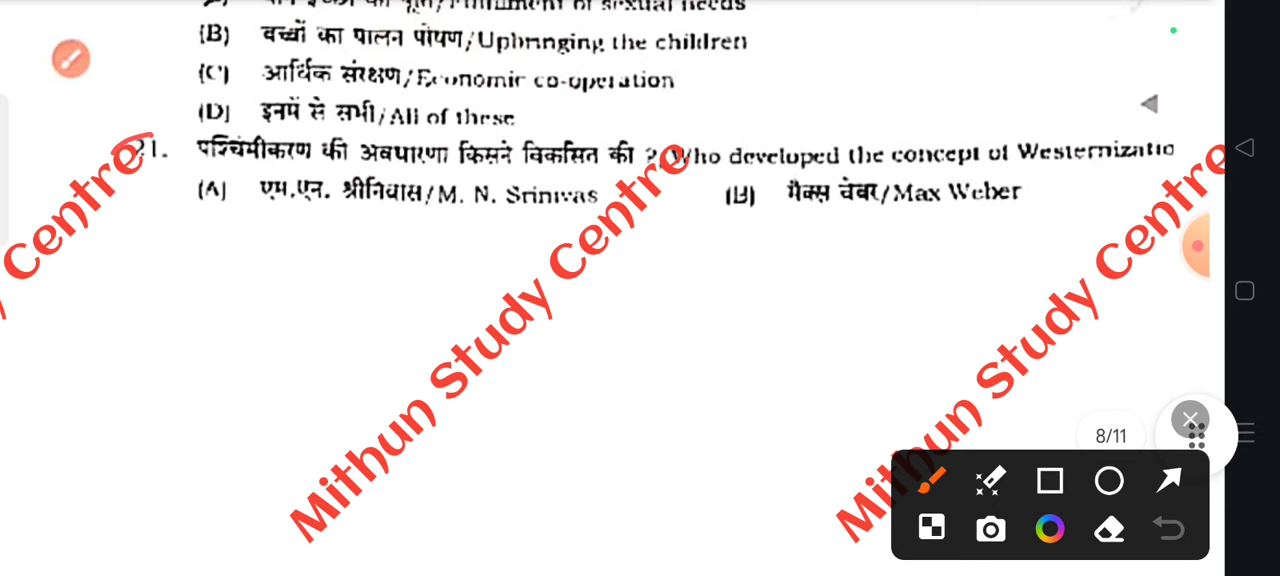 (B) बच्चों का पालन पोषण/Upbringing the children
(C) आर्थिक संरक्षण/Economic co-operation
(D) इनमें से सभी/All of these
21. पश्चिमीकरण की अवधारणा किसने विकसित की ? Who developed the concept of Westernizatio
(A) एम.एन. श्रीनिवास/M. N. Srinivas (B) मैक्स वेबर/Max Weber
Centre
Mithun Study Centre
Mithun Study Centre
8/11